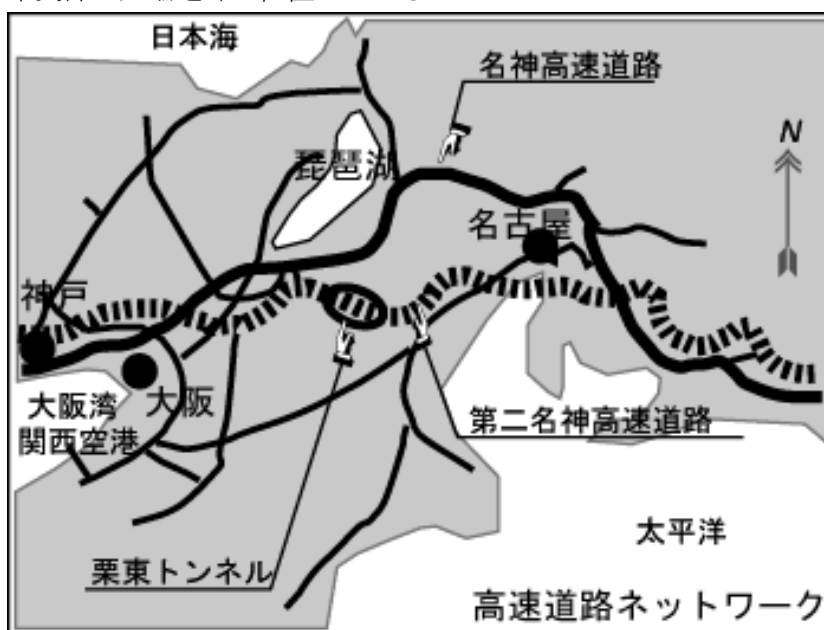 日本海
名神高速道路
N
琵琶湖
名古屋
神戸
大阪湾
大阪
関西空港
第二名神高速道路
太平洋
栗東トンネル
高速道路ネットワーク